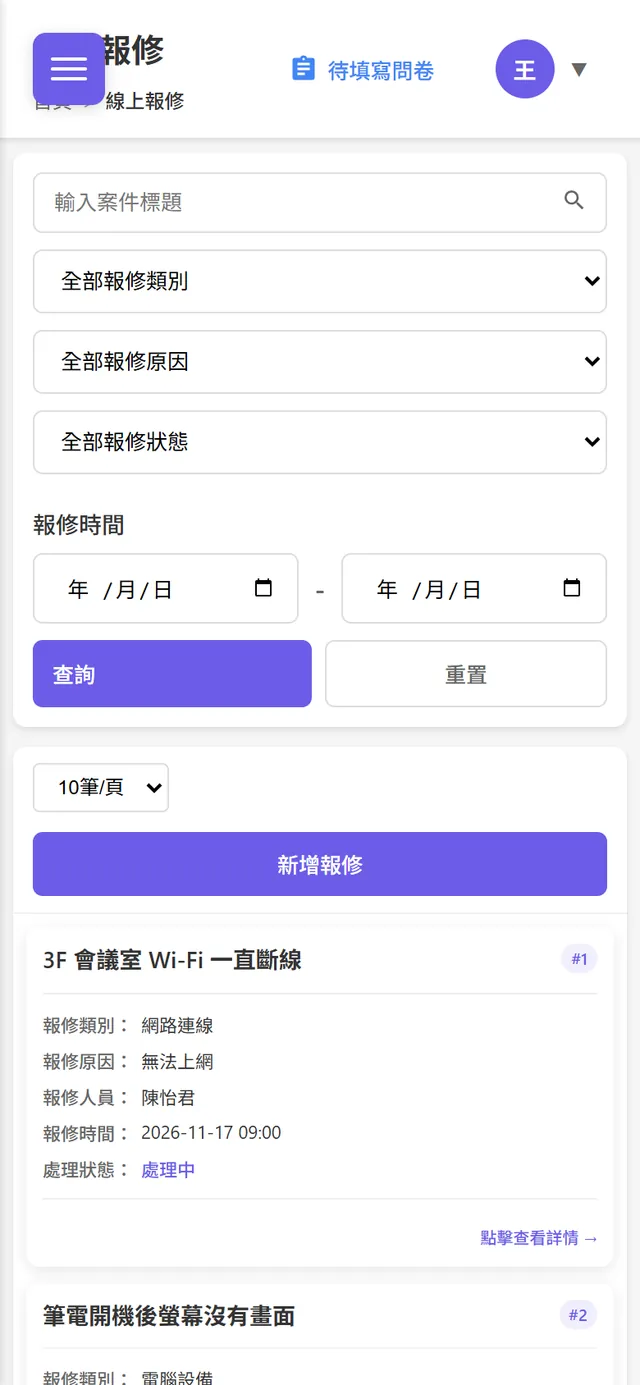 報修
待填寫問卷
王
▼
首頁 > 線上報修
輸入案件標題
全部報修類別
全部報修原因
全部報修狀態
報修時間
年 /月/日 - 年 /月/日
查詢
重置
10筆/頁
新增報修
3F 會議室 Wi-Fi 一直斷線
#1
報修類別： 網路連線
報修原因： 無法上網
報修人員： 陳怡君
報修時間： 2026-11-17 09:00
處理狀態： 處理中
點擊查看詳情 →
筆電開機後螢幕沒有畫面
#2
報修類別： 電腦設備